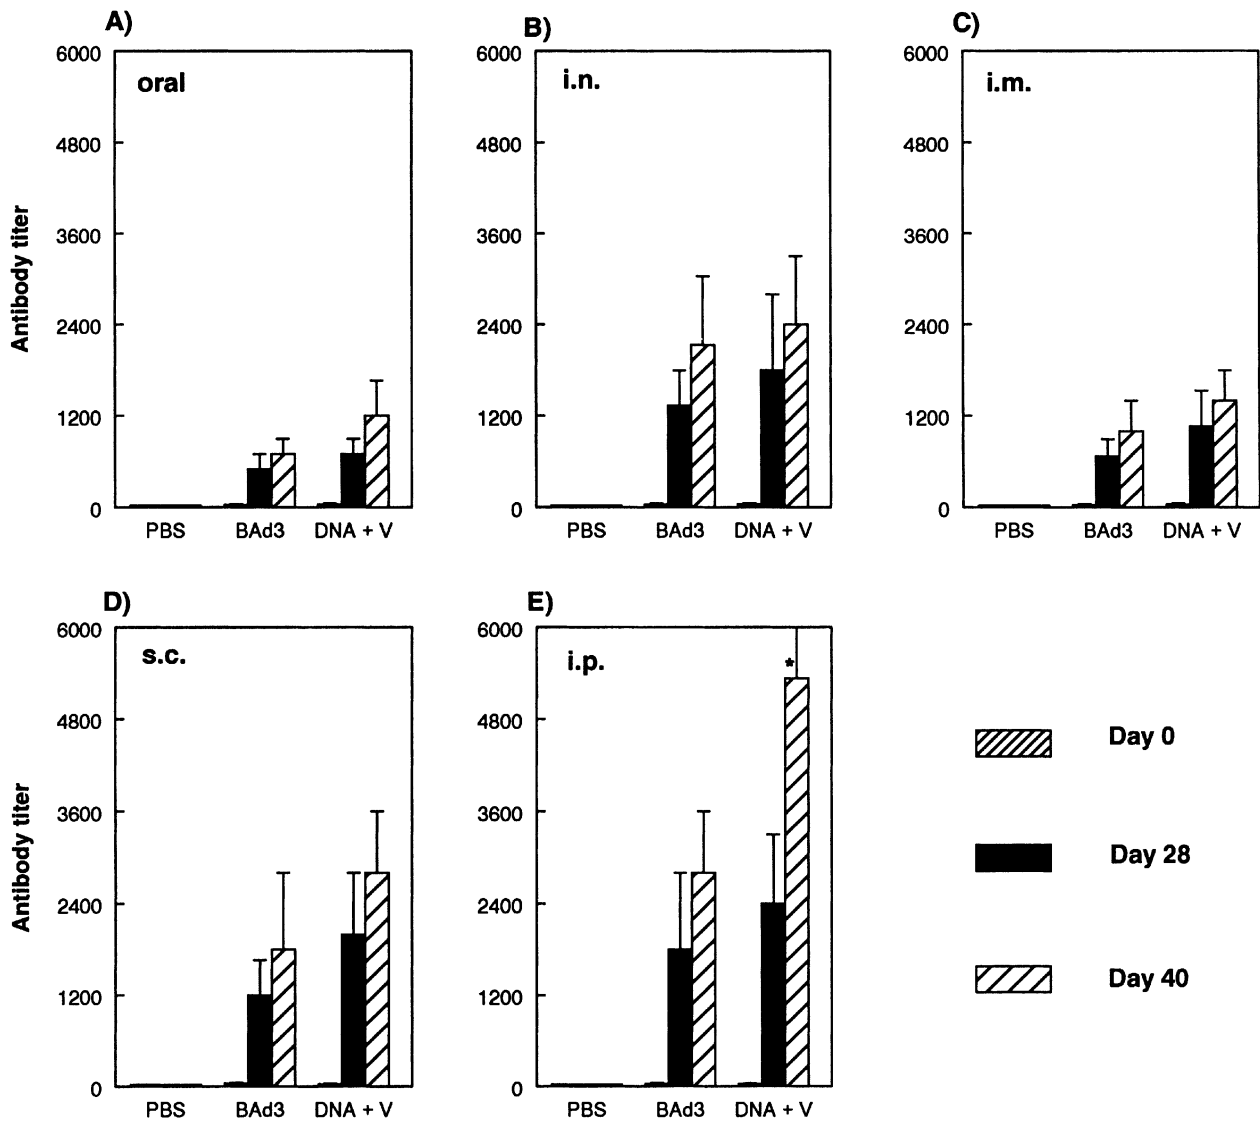 A)
oral
6000
4800
3600
2400
1200
0
Antibody titer
PBS BAd3 DNA + V
B)
i.n.
6000
4800
3600
2400
1200
0
PBS BAd3 DNA + V
C)
i.m.
6000
4800
3600
2400
1200
0
PBS BAd3 DNA + V
D)
s.c.
6000
4800
3600
2400
1200
0
Antibody titer
PBS BAd3 DNA + V
E)
i.p.
*
6000
4800
3600
2400
1200
0
PBS BAd3 DNA + V
Day 0
Day 28
Day 40